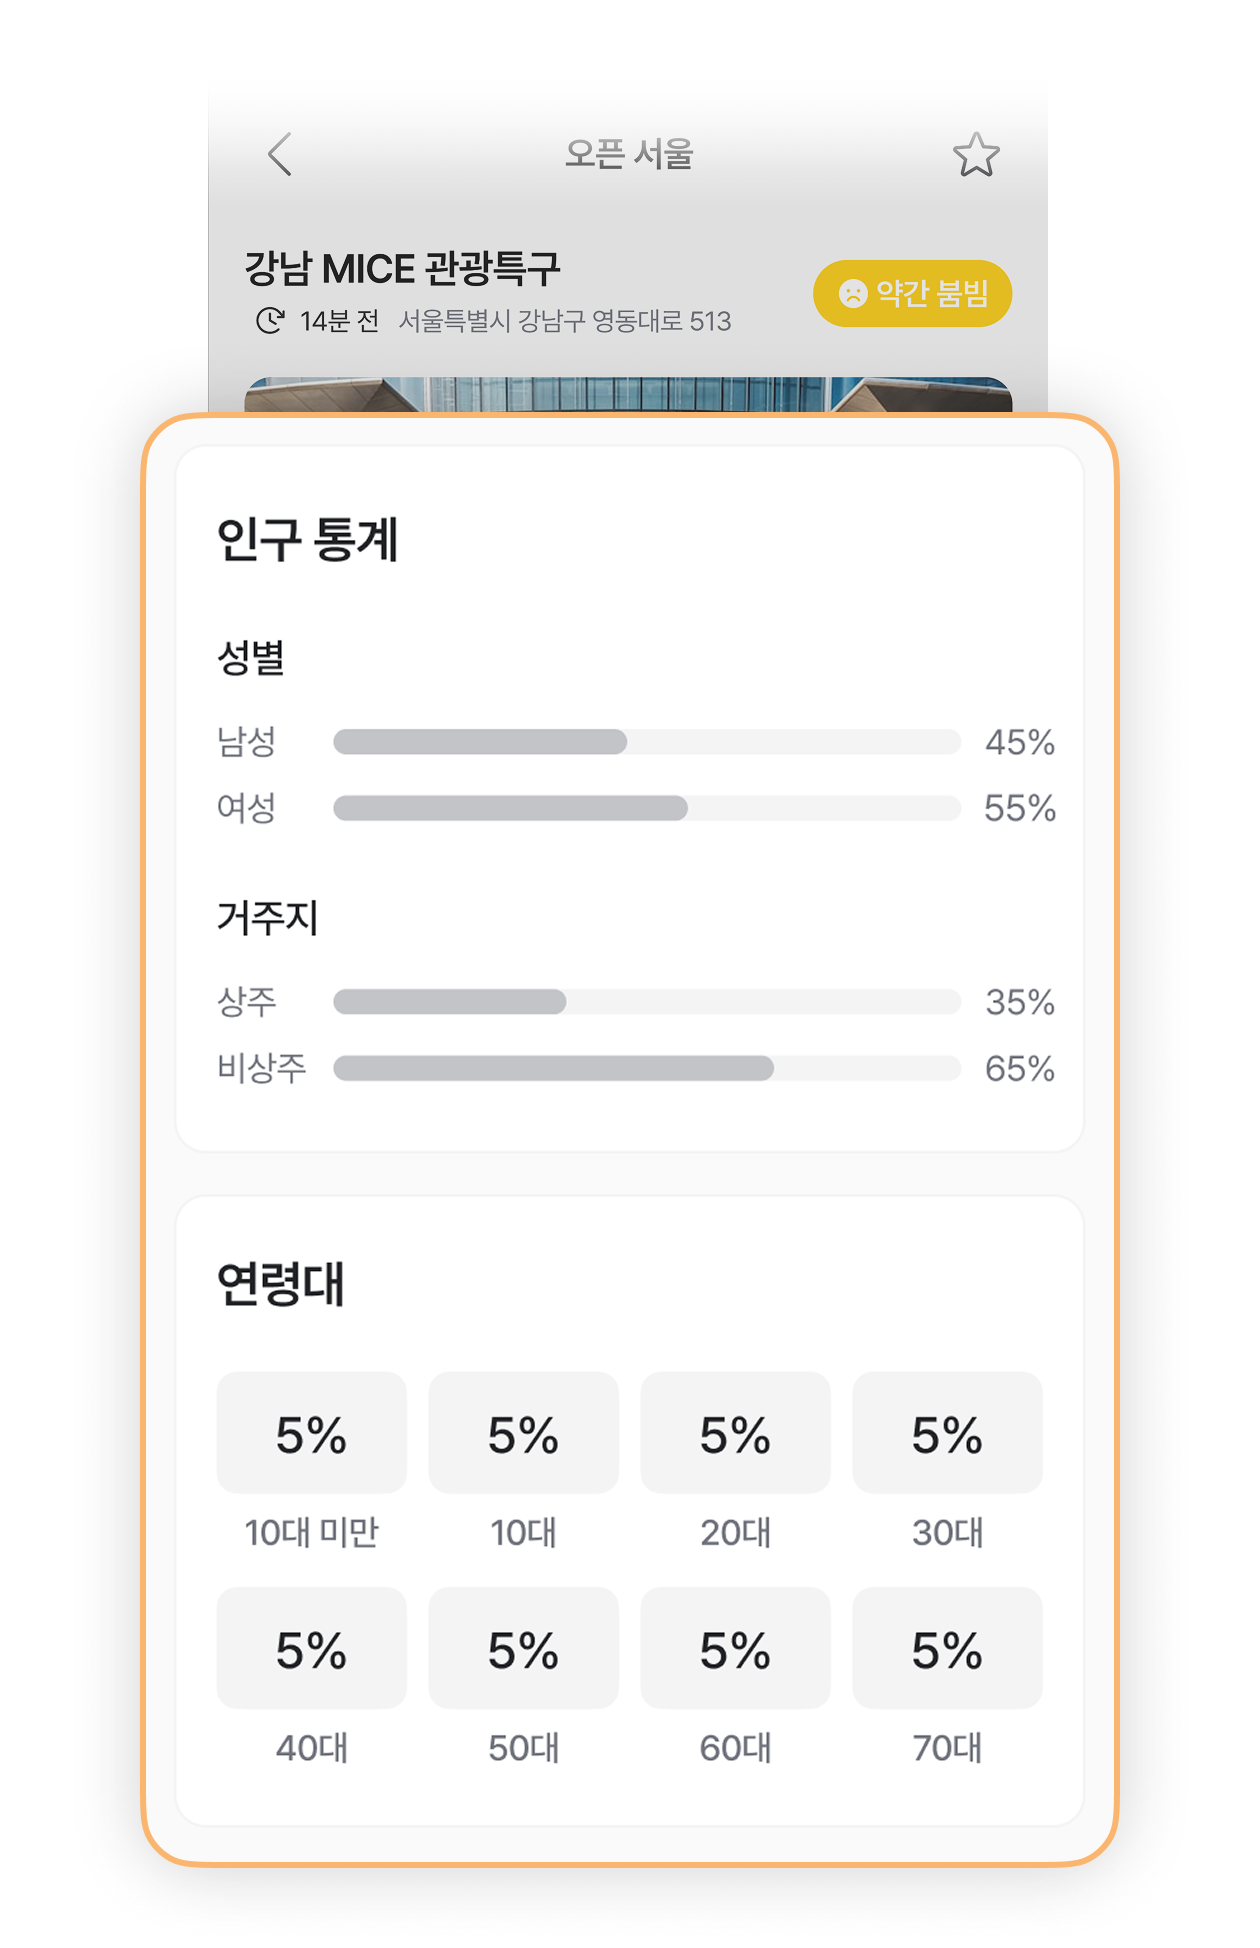 오픈 서울
강남 MICE 관광특구
약간 붐빔
14분 전 서울특별시 강남구 영동대로 513
인구 통계
성별
남성 45%
여성 55%
거주지
상주 35%
비상주 65%
연령대
5% 5% 5% 5%
10대 미만 10대 20대 30대
5% 5% 5% 5%
40대 50대 60대 70대